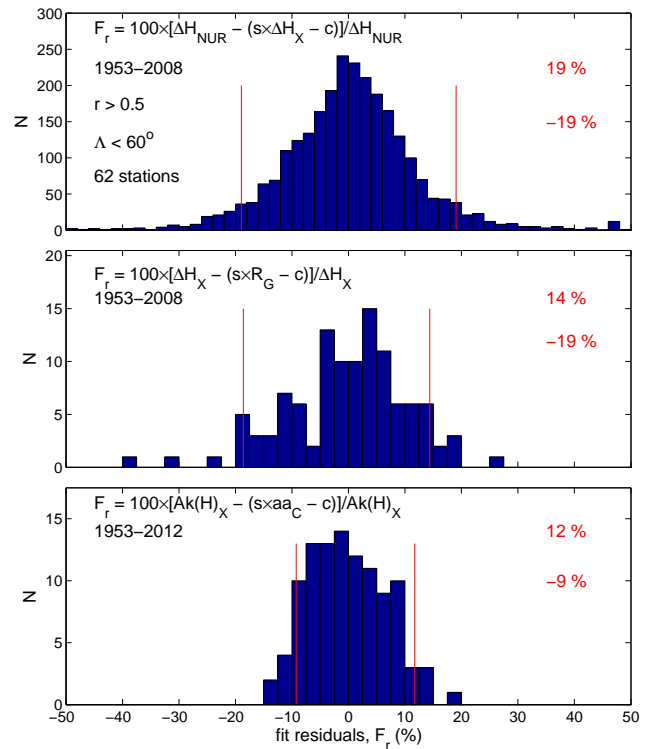 F_r = 100×[ΔH_NUR − (s×ΔH_X − c)]/ΔH_NUR
1953−2008
r > 0.5
Λ < 60°
62 stations
19 %
−19 %
300
250
200
150
100
50
0
N
F_r = 100×[ΔH_X − (s×R_G − c)]/ΔH_X
1953−2008
14 %
−19 %
20
15
10
5
0
N
F_r = 100×[Ak(H)_X − (s×aa_C − c)]/Ak(H)_X
1953−2012
12 %
−9 %
15
10
5
0
N
−50 −40 −30 −20 −10 0 10 20 30 40 50
fit residuals, F_r (%)